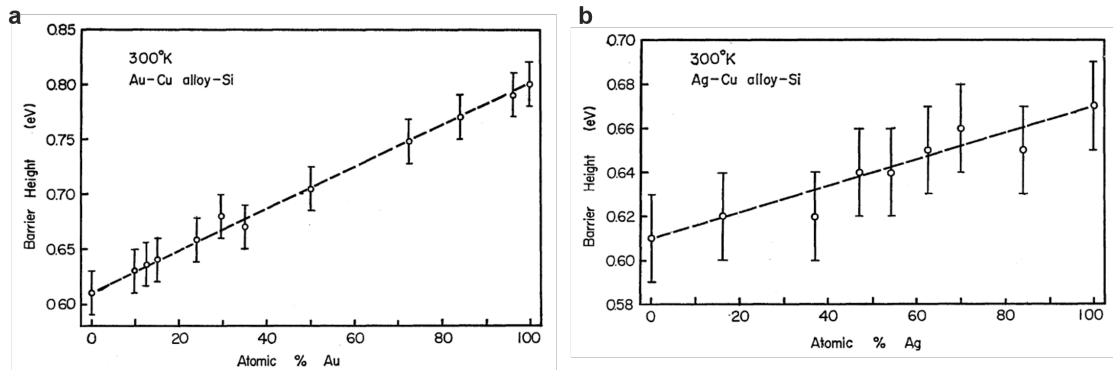 a
0.85
0.80
0.75
0.70
0.65
0.60
Barrier Height (eV)
300°K
Au-Cu alloy-Si
0 20 40 60 80 100
Atomic % Au
b
0.70
0.68
0.66
0.64
0.62
0.60
0.58
Barrier Height (eV)
300°K
Ag-Cu alloy-Si
0 20 40 60 80 100
Atomic % Ag